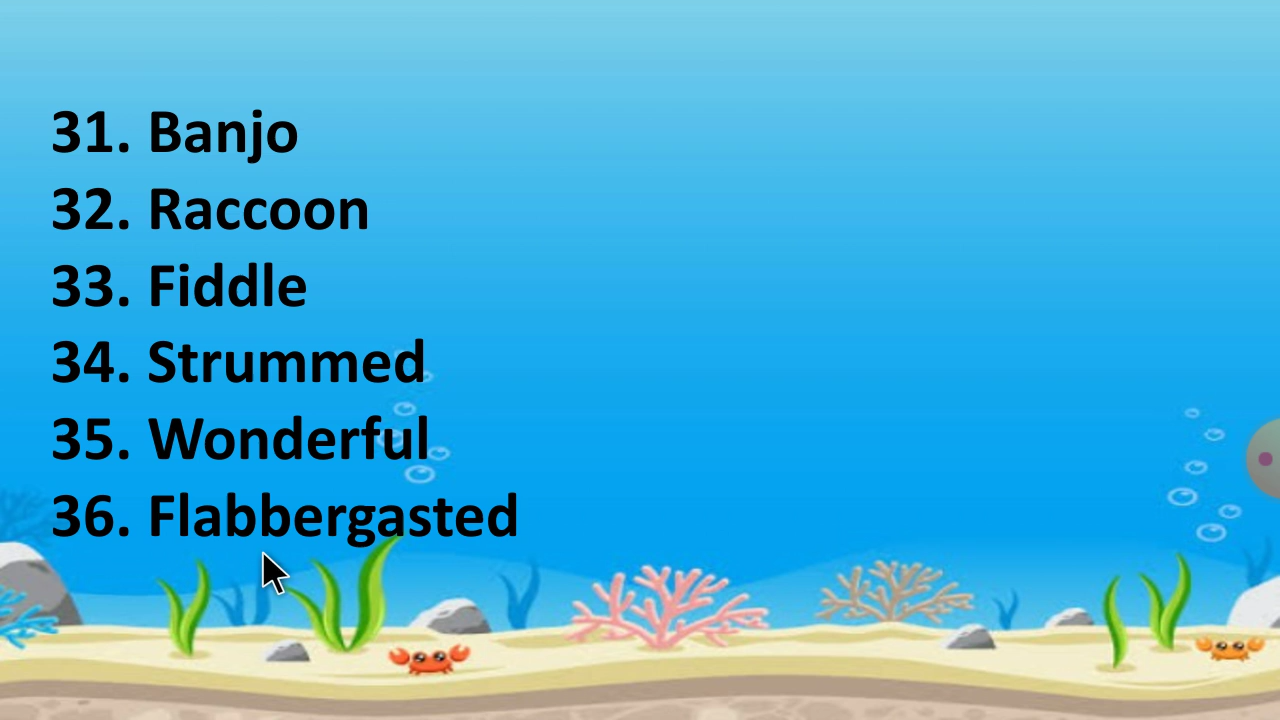 31. Banjo
32. Raccoon
33. Fiddle
34. Strummed
35. Wonderful
36. Flabbergasted